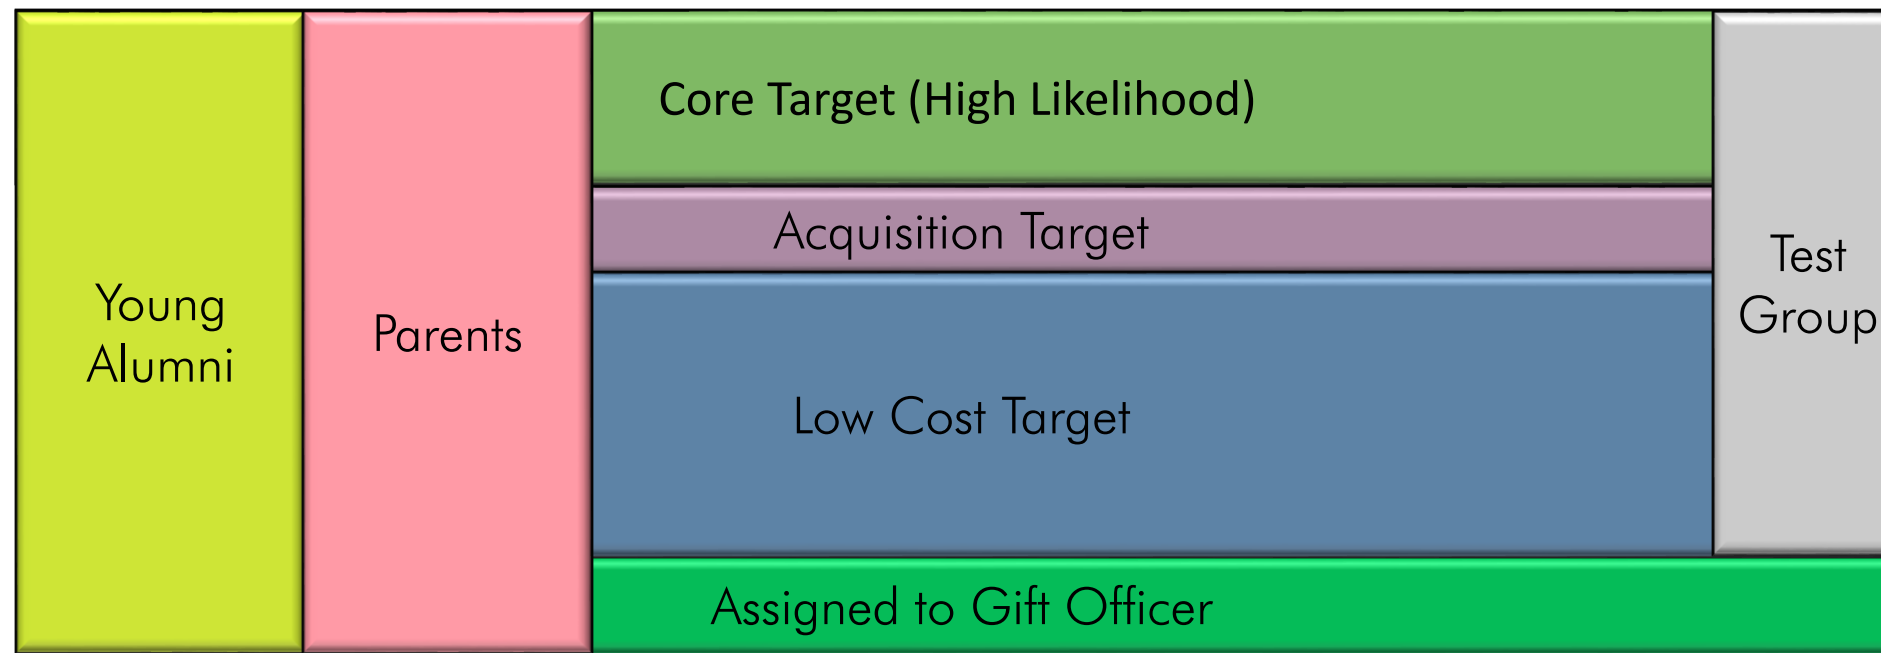 Young
Alumni
Parents
Core Target (High Likelihood)
Acquisition Target
Low Cost Target
Assigned to Gift Officer
Test
Group